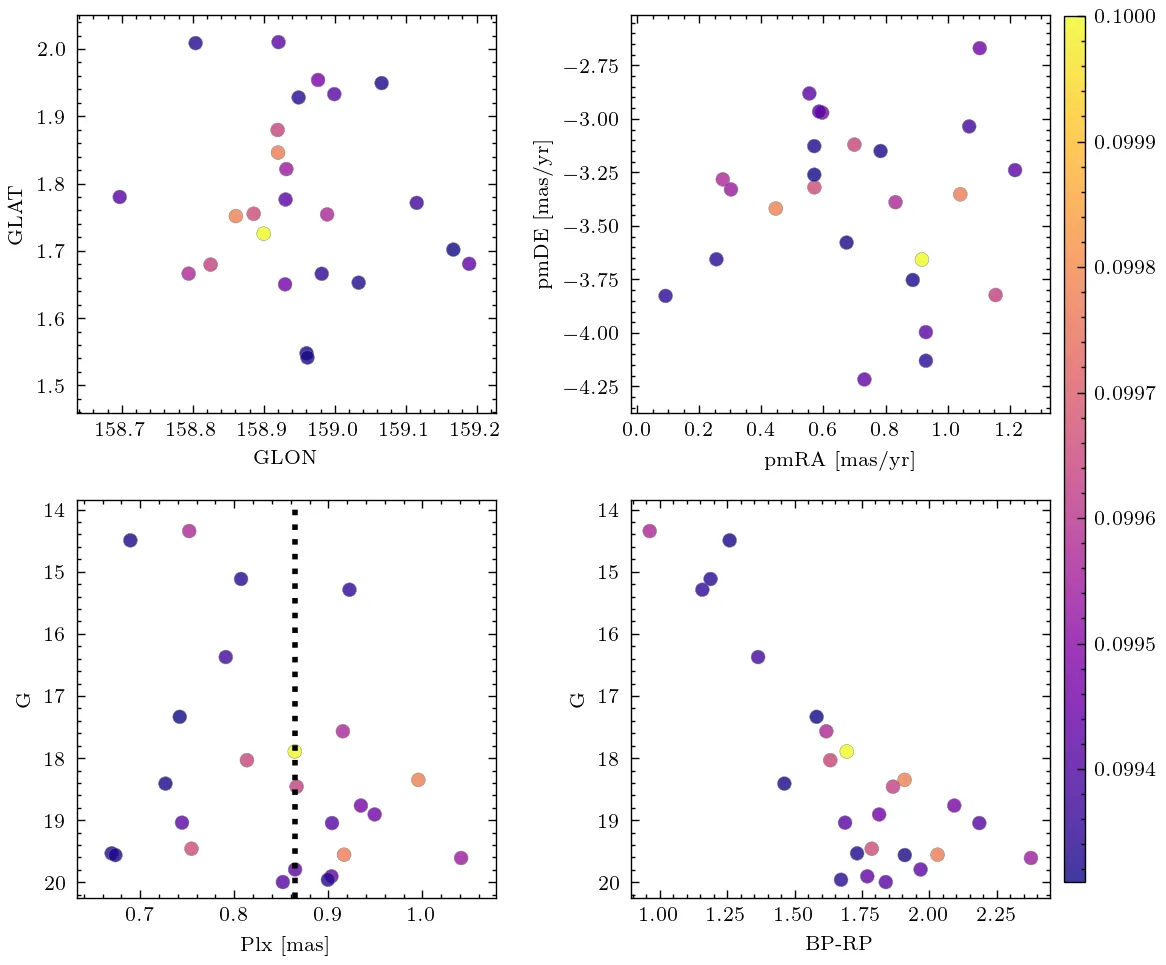 2.0
1.9
1.8
1.7
1.6
1.5
GLAT
158.7 158.8 158.9 159.0 159.1 159.2
GLON
−2.75
−3.00
−3.25
−3.50
−3.75
−4.00
−4.25
pmDE [mas/yr]
0.0 0.2 0.4 0.6 0.8 1.0 1.2
pmRA [mas/yr]
14
15
16
17
18
19
20
G
0.7 0.8 0.9 1.0
Plx [mas]
14
15
16
17
18
19
20
G
1.00 1.25 1.50 1.75 2.00 2.25
BP-RP
0.1000
0.0999
0.0998
0.0997
0.0996
0.0995
0.0994